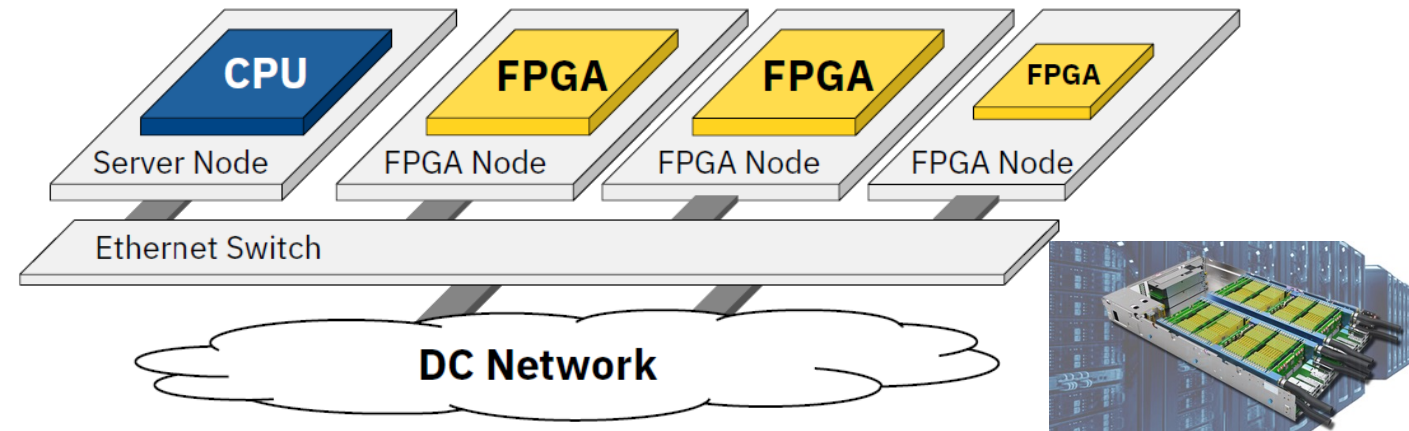 CPU
FPGA
FPGA
FPGA
Server Node
FPGA Node
FPGA Node
FPGA Node
Ethernet Switch
DC Network